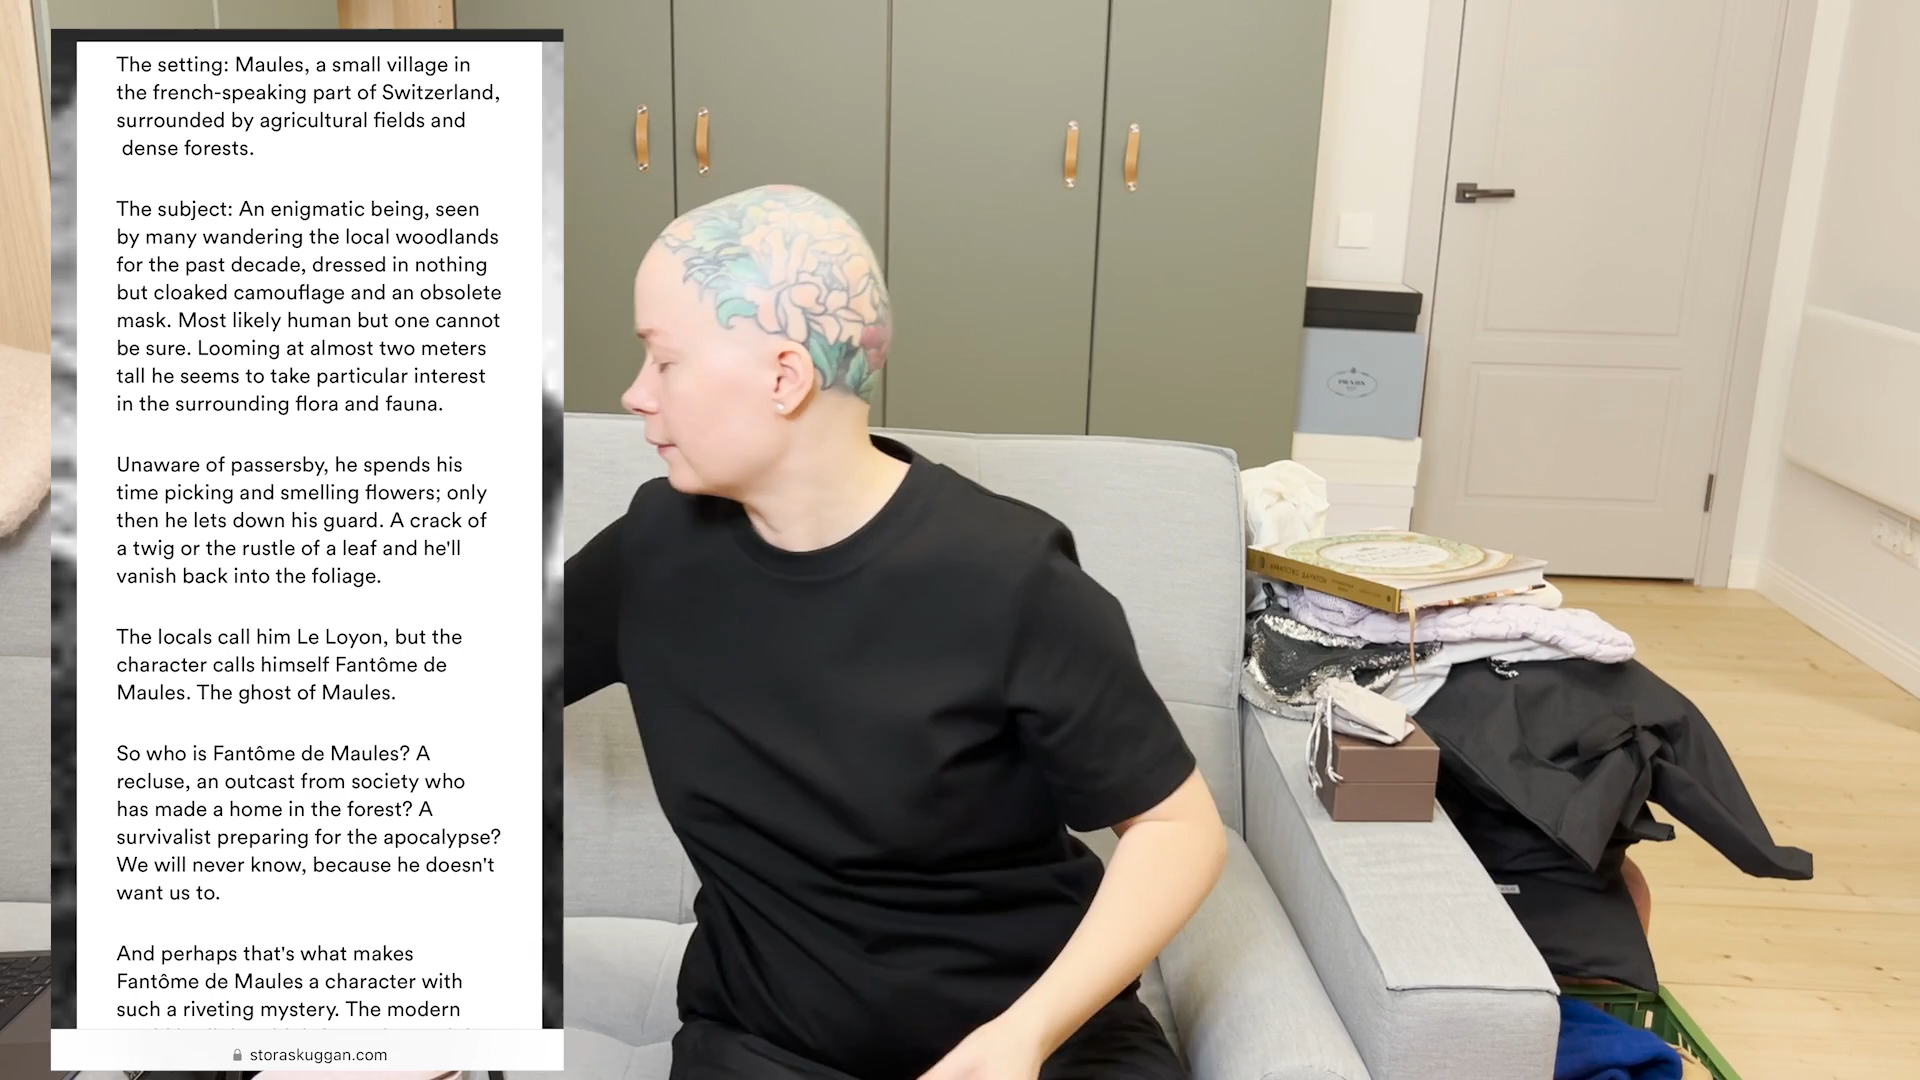 The setting: Maules, a small village in
the french-speaking part of Switzerland,
surrounded by agricultural fields and
dense forests.
The subject: An enigmatic being, seen
by many wandering the local woodlands
for the past decade, dressed in nothing
but cloaked camouflage and an obsolete
mask. Most likely human but one cannot
be sure. Looming at almost two meters
tall he seems to take particular interest
in the surrounding flora and fauna.
Unaware of passersby, he spends his
time picking and smelling flowers; only
then he lets down his guard. A crack of
a twig or the rustle of a leaf and he'll
vanish back into the foliage.
The locals call him Le Loyon, but the
character calls himself Fantôme de
Maules. The ghost of Maules.
So who is Fantôme de Maules? A
recluse, an outcast from society who
has made a home in the forest? A
survivalist preparing for the apocalypse?
We will never know, because he doesn't
want us to.
And perhaps that's what makes
Fantôme de Maules a character with
such a riveting mystery. The modern
storaskuggan.com
PRADA